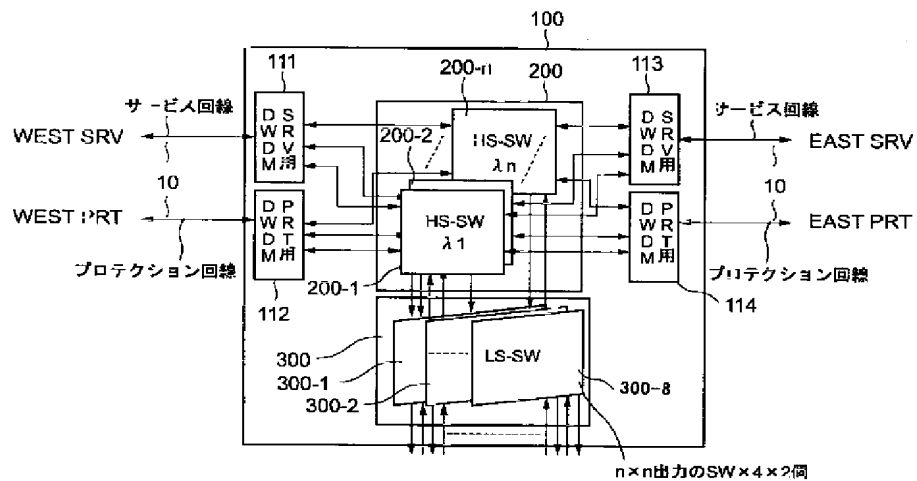 100
111
200-n
200
113
サービス回線
サービス回線
DWDM
SRV用
DWDM
SRV用
WEST SRV
EAST SRV
200-2
HS-SW
λn
10
10
WEST PRT
EAST PRT
DWDM
PRT用
DWDM
PRT用
HS-SW
λ1
プロテクション回線
プロテクション回線
200-1
112
114
300
LS-SW
300-1
300-2
300-8
n×n出力のSW×4×2個